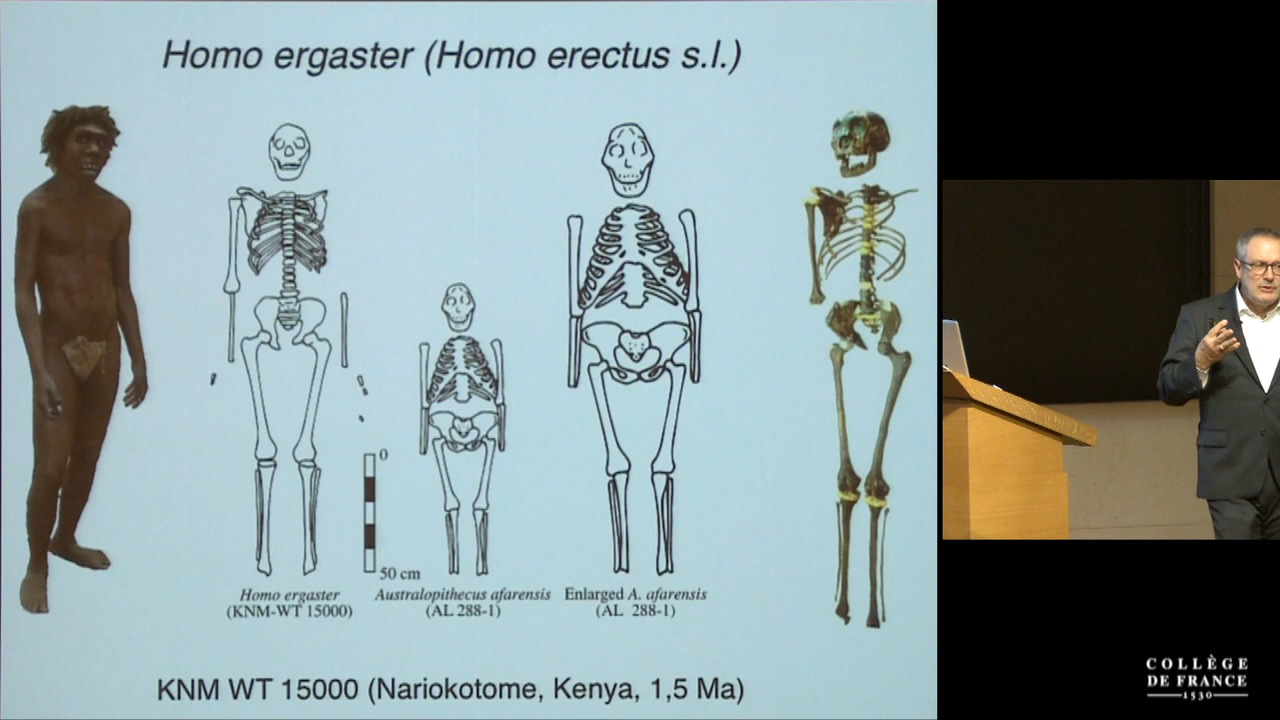 Homo ergaster (Homo erectus s.l.)
0
50 cm
Homo ergaster
(KNM-WT 15000)
Australopithecus afarensis
(AL 288-1)
Enlarged A. afarensis
(AL 288-1)
KNM WT 15000 (Nariokotome, Kenya, 1,5 Ma)
COLLÈGE
DE FRANCE
1530